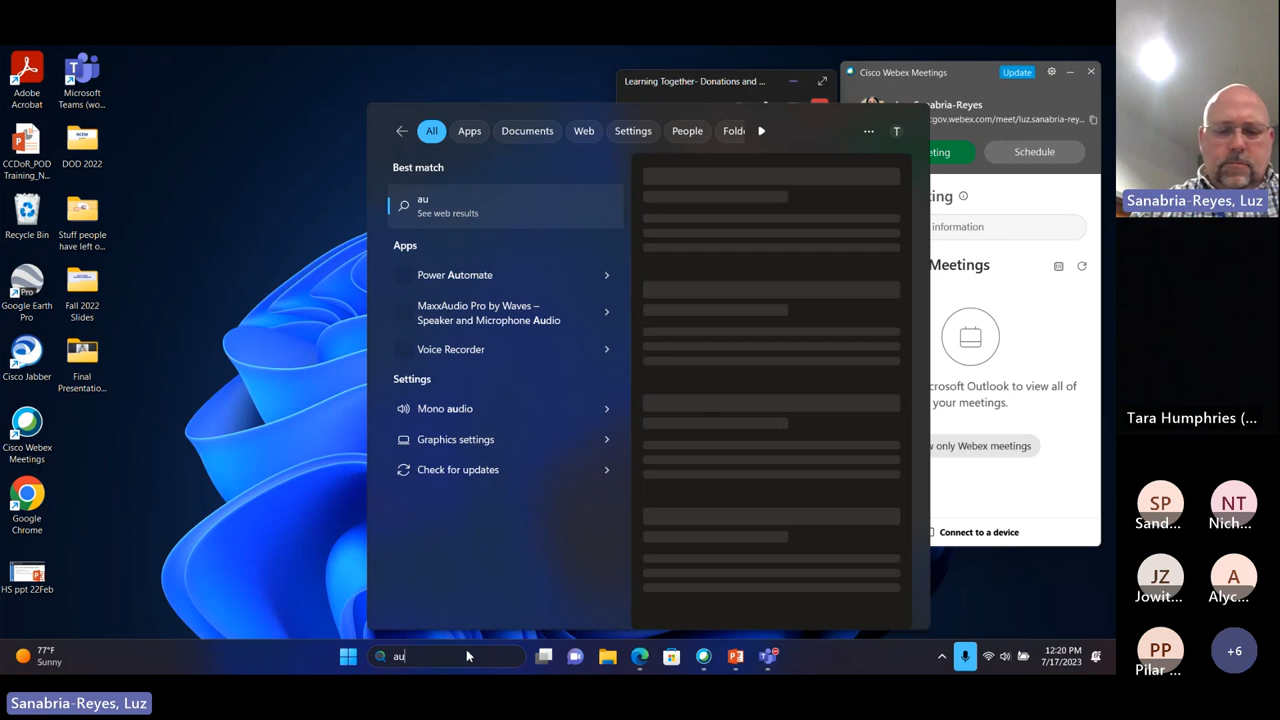 Adobe
Acrobat
Microsoft
Teams (wo...
CCDoR_POD
Training_N...
DOD 2022
Recycle Bin
Stuff people
have left o...
Google Earth
Pro
Fall 2022
Slides
Cisco Jabber
Final
Presentatio...
Cisco Webex
Meetings
Google
Chrome
HS ppt 22Feb
Learning Together- Donations and ...
Cisco Webex Meetings
Update
Sanabria-Reyes
cgov.webex.com/meet/luz.sanabria-rey...
Schedule
information
Meetings
crosoft Outlook to view all of
your meetings.
only Webex meetings
Connect to a device
All
Apps
Documents
Web
Settings
People
Folde
T
Best match
au
See web results
Apps
Power Automate
MaxxAudio Pro by Waves –
Speaker and Microphone Audio
Voice Recorder
Settings
Mono audio
Graphics settings
Check for updates
77°F
Sunny
au
12:20 PM
7/17/2023
Sanabria-Reyes, Luz
Sanabria-Reyes, Luz
Tara Humphries (...
SP
Sand...
NT
Nich...
JZ
Jowit...
A
Alyc...
PP
Pilar ...
+6